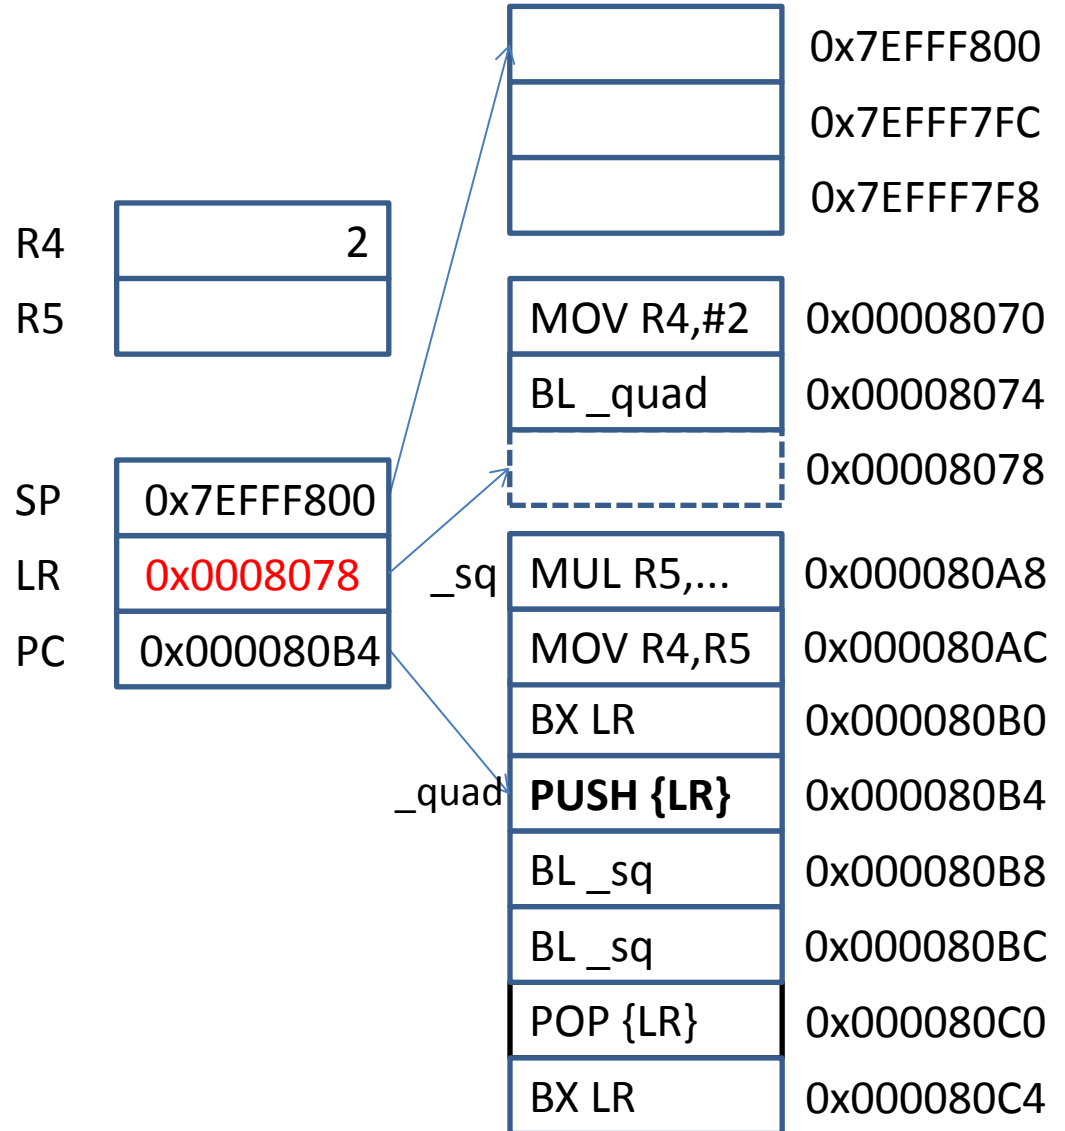 0x7EFFF800
0x7EFFF7FC
0x7EFFF7F8
R4 2
R5
MOV R4,#2 0x00008070
BL _quad 0x00008074
0x00008078
SP 0x7EFFF800
LR 0x0008078
PC 0x000080B4
_sq MUL R5,... 0x000080A8
MOV R4,R5 0x000080AC
BX LR 0x000080B0
_quad PUSH {LR} 0x000080B4
BL _sq 0x000080B8
BL _sq 0x000080BC
POP {LR} 0x000080C0
BX LR 0x000080C4